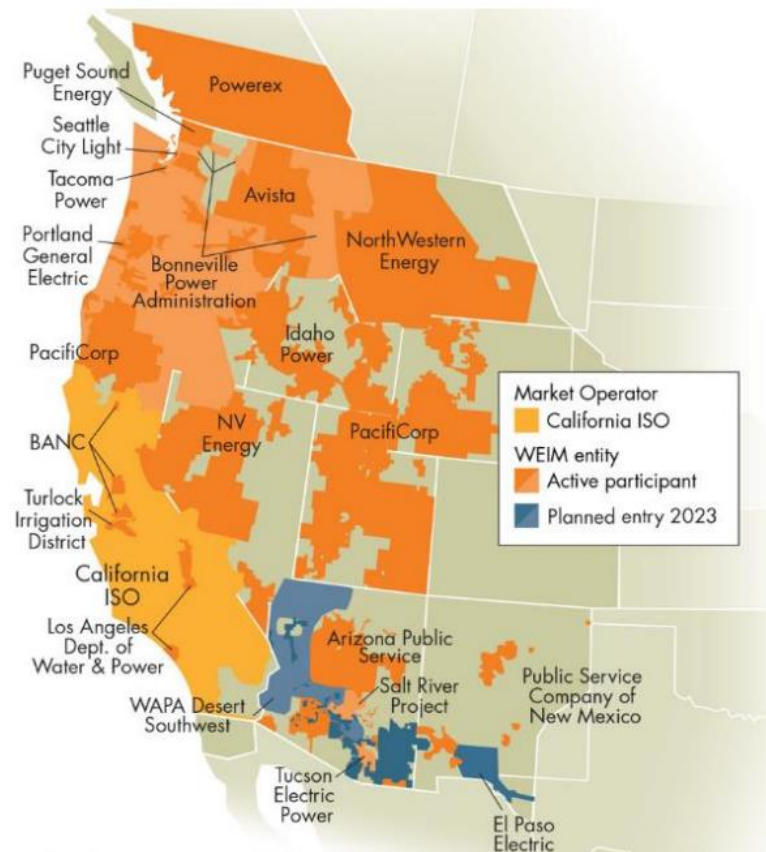 Powerex
Puget Sound
Energy
Seattle
City Light
Tacoma
Power
Avista
Portland
General
Electric
NorthWestern
Energy
Bonneville
Power
Administration
Idaho
Power
PacifiCorp
Market Operator
California ISO
WEIM entity
Active participant
Planned entry 2023
NV
Energy
PacifiCorp
BANC
Turlock
Irrigation
District
California
ISO
Los Angeles
Dept. of
Water & Power
Arizona Public
Service
Salt River
Project
Public Service
Company of
New Mexico
WAPA Desert
Southwest
Tucson
Electric
Power
El Paso
Electric